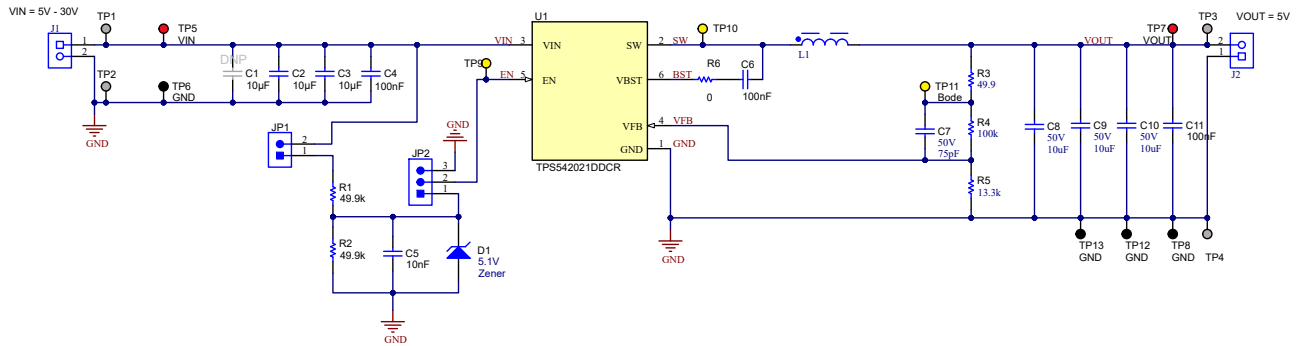 VIN = 5V - 30V
J1
1
2
TP1
TP5
VIN
TP2
TP6
GND
GND
DNP
C1
10µF
C2
10µF
C3
10µF
C4
100nF
JP1
2
1
R1
49.9k
R2
49.9k
C5
10nF
D1
5.1V
Zener
GND
JP2
3
2
1
GND
TP9
VIN
3
EN
5
U1
VIN
EN
SW
VBST
VFB
GND
TPS542021DDCR
2
SW
6
BST
4
VFB
1
GND
GND
TP10
R6
0
C6
100nF
L1
TP11
Bode
C7
50V
75pF
R3
49.9
R4
100k
R5
13.3k
C8
50V
10uF
C9
50V
10uF
C10
50V
10uF
C11
100nF
VOUT
TP7
VOUT
TP3
VOUT = 5V
2
1
J2
TP13
GND
TP12
GND
TP8
GND
TP4